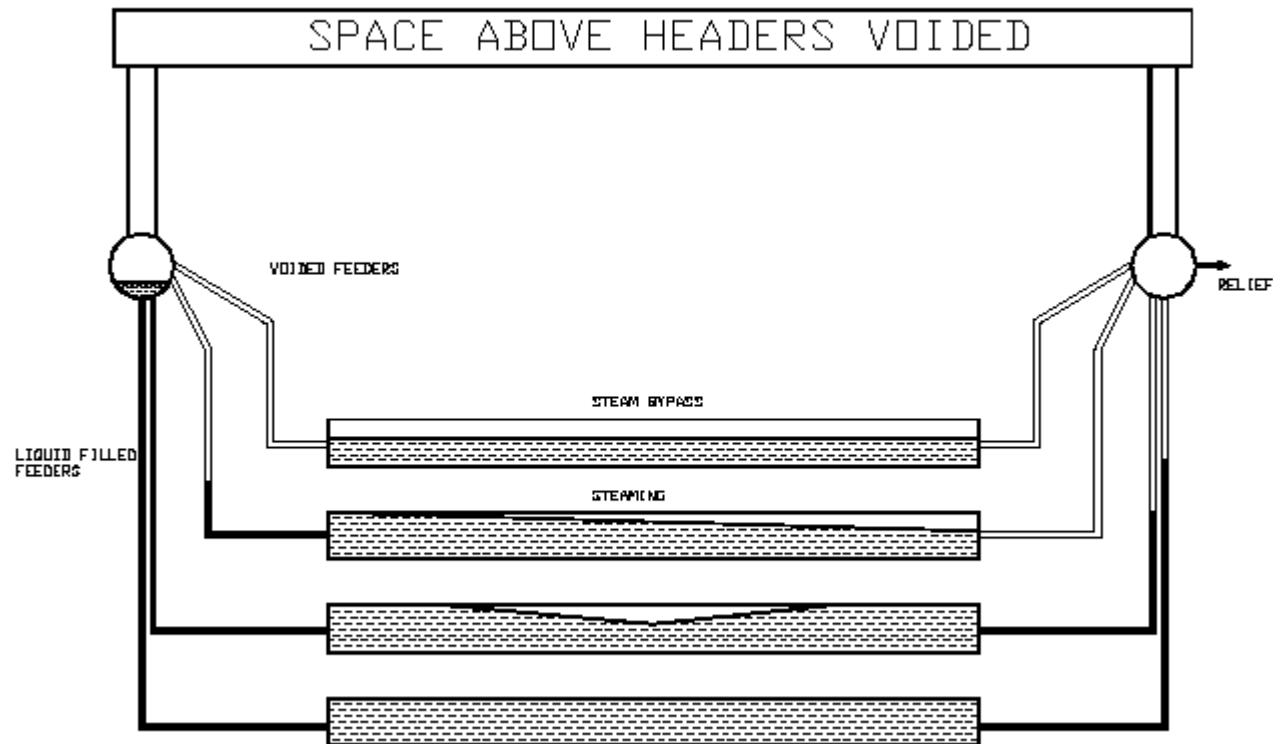 SPACE ABOVE HEADERS VOIDED
VOIDED FEEDERS
RELIEF
STEAM BYPASS
LIQUID FILLED
FEEDERS
STEAMING